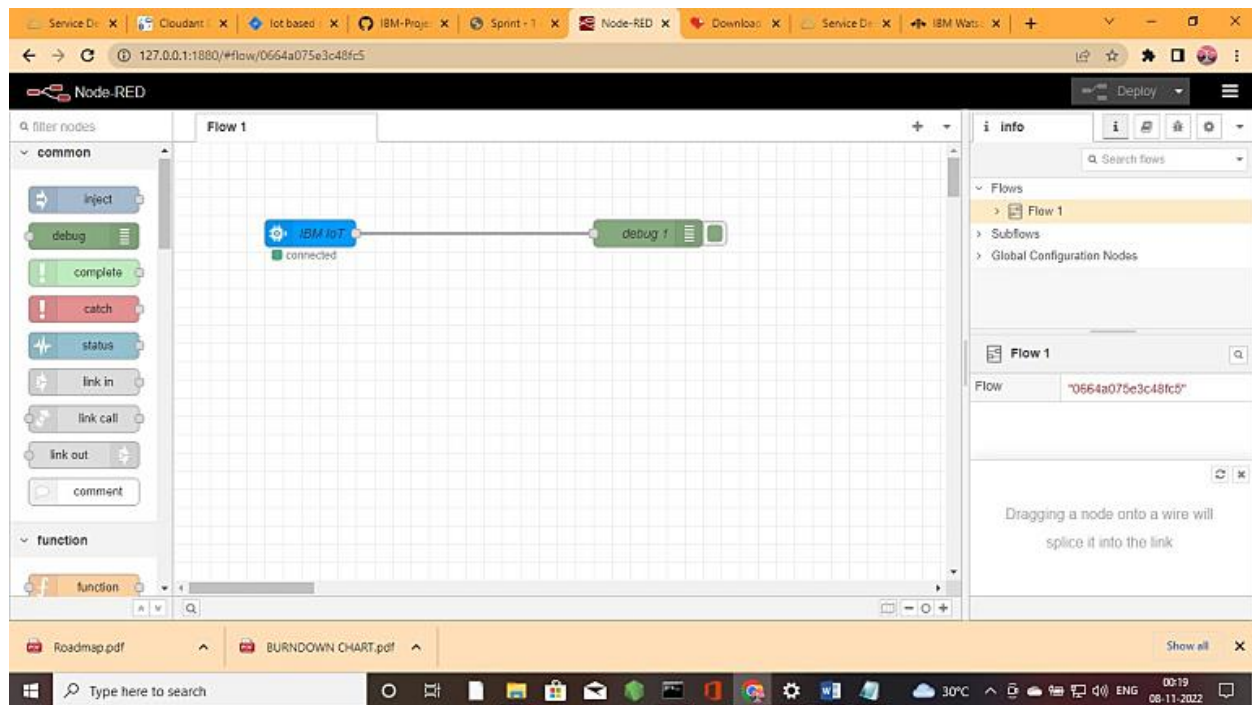 Service De
Cloudant
Iot based
IBM-Proje
Sprint - 1
Node-RED
Download
Service De
IBM Wats
127.0.0.1:1880/#flow/0664a075e3c48fc5
Node-RED
Deploy
filter nodes
Flow 1
i info
i
common
Search flows
inject
debug
complete
catch
status
link in
link call
link out
comment
function
function
IBM IoT
connected
debug 1
Flows
Flow 1
Subflows
Global Configuration Nodes
Flow 1
Flow "0664a075e3c48fc5"
Dragging a node onto a wire will
splice it into the link
Roadmap.pdf
BURNDOWN CHART.pdf
Show all
Type here to search
30°C
ENG
00:19
08-11-2022